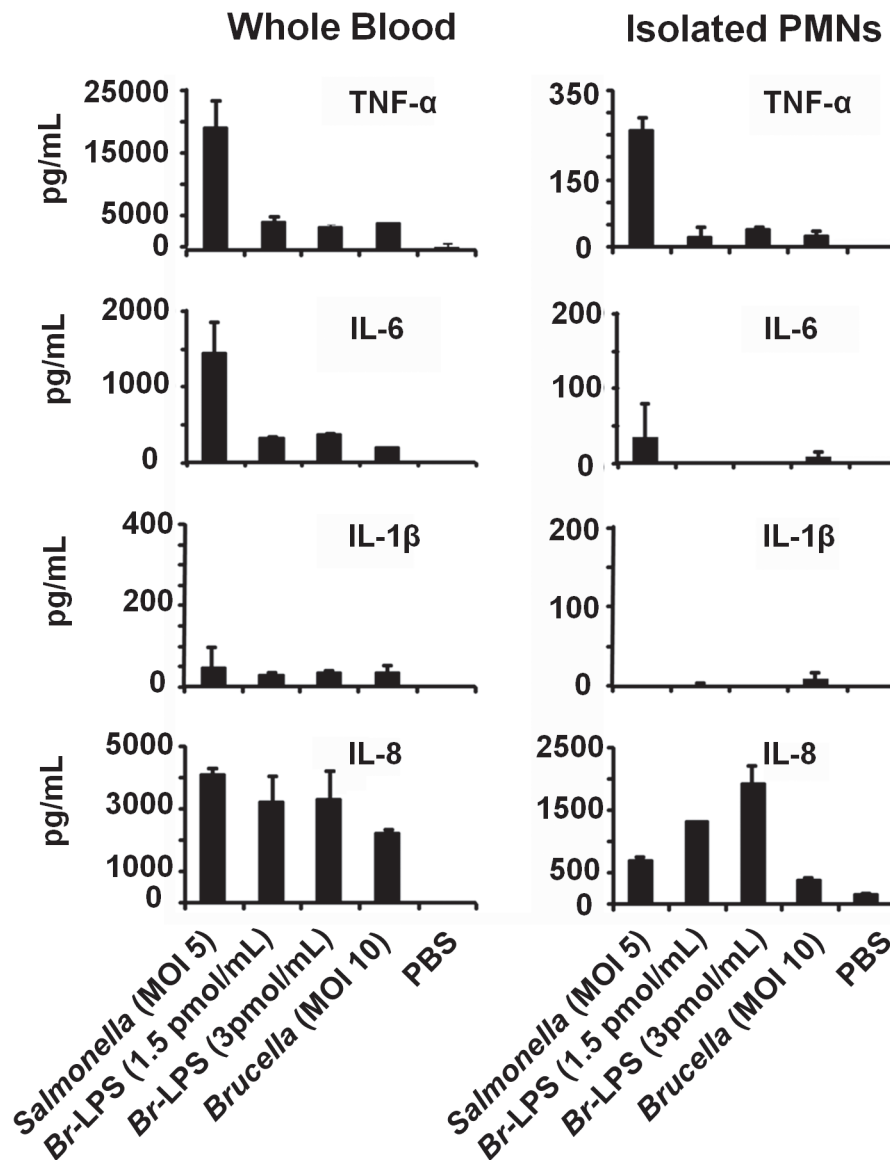 Whole Blood Isolated PMNs
TNF-α TNF-α
pg/mL
25000 350
15000 150
5000
0 0
IL-6 IL-6
pg/mL
2000 200
1000 100
0 0
IL-1β IL-1β
pg/mL
400 200
200 100
0 0
IL-8 IL-8
pg/mL
5000 2500
3000 1500
1000 500
0 0
Salmonella (MOI 5)
Br-LPS (1.5 pmol/mL)
Br-LPS (3pmol/mL)
Brucella (MOI 10)
PBS
Salmonella (MOI 5)
Br-LPS (1.5 pmol/mL)
Br-LPS (3pmol/mL)
Brucella (MOI 10)
PBS